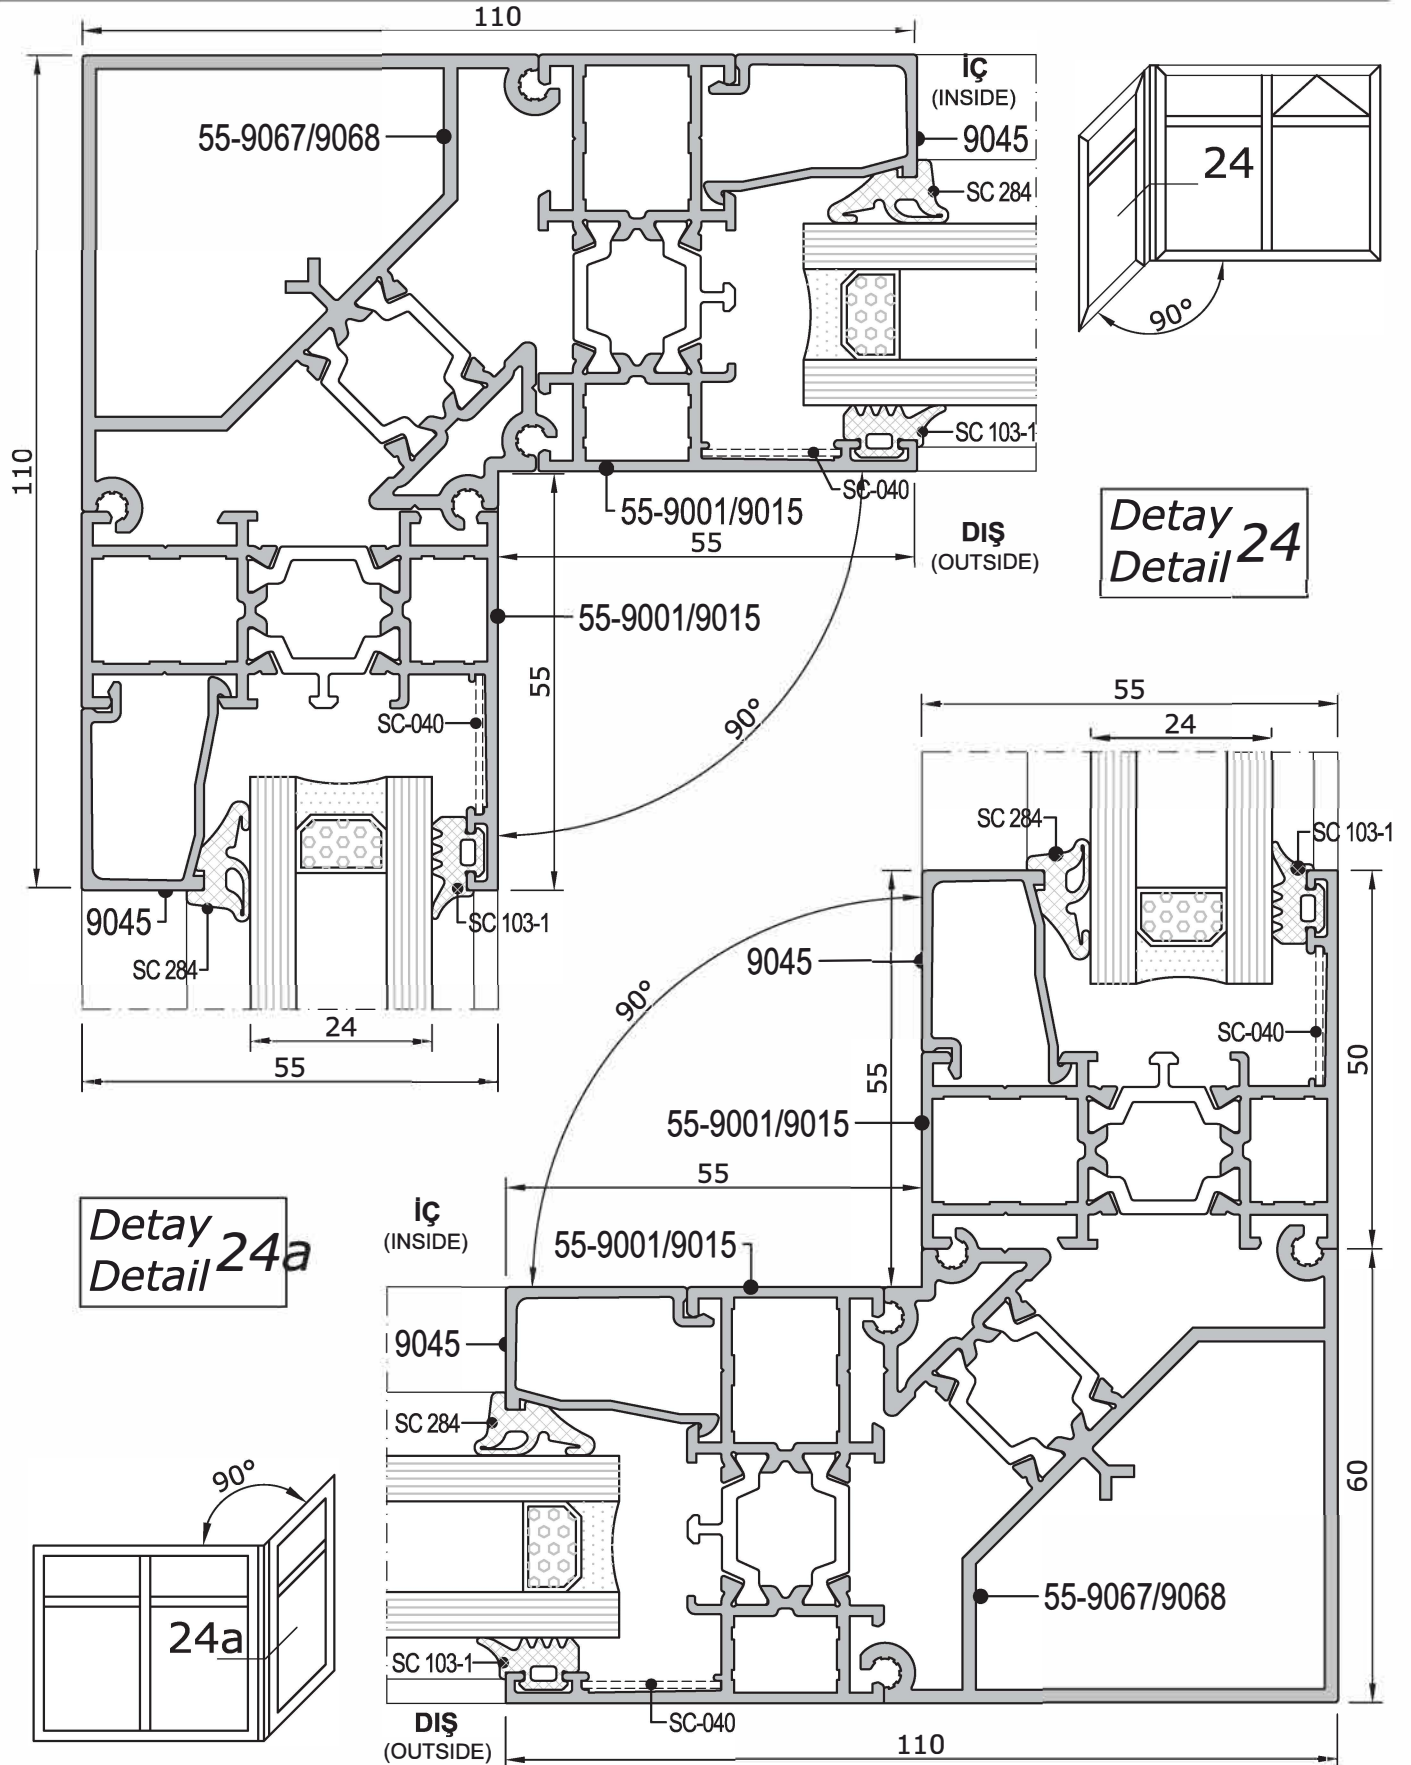 110
İÇ
(INSIDE)
55-9067/9068
9045
SC 284
24
90°
SC 103-1
110
SC-040
55-9001/9015
DIŞ
(OUTSIDE)
55
Detay
Detail 24
55-9001/9015
55
90°
SC-040
9045
SC 284
SC 103-1
24
55
55
24
SC 284
SC 103-1
9045
90°
SC-040
50
55
55-9001/9015
55
Detay
Detail 24a
İÇ
(INSIDE)
55-9001/9015
9045
SC 284
90°
60
24a
55-9067/9068
SC 103-1
DIŞ
(OUTSIDE)
SC-040
110